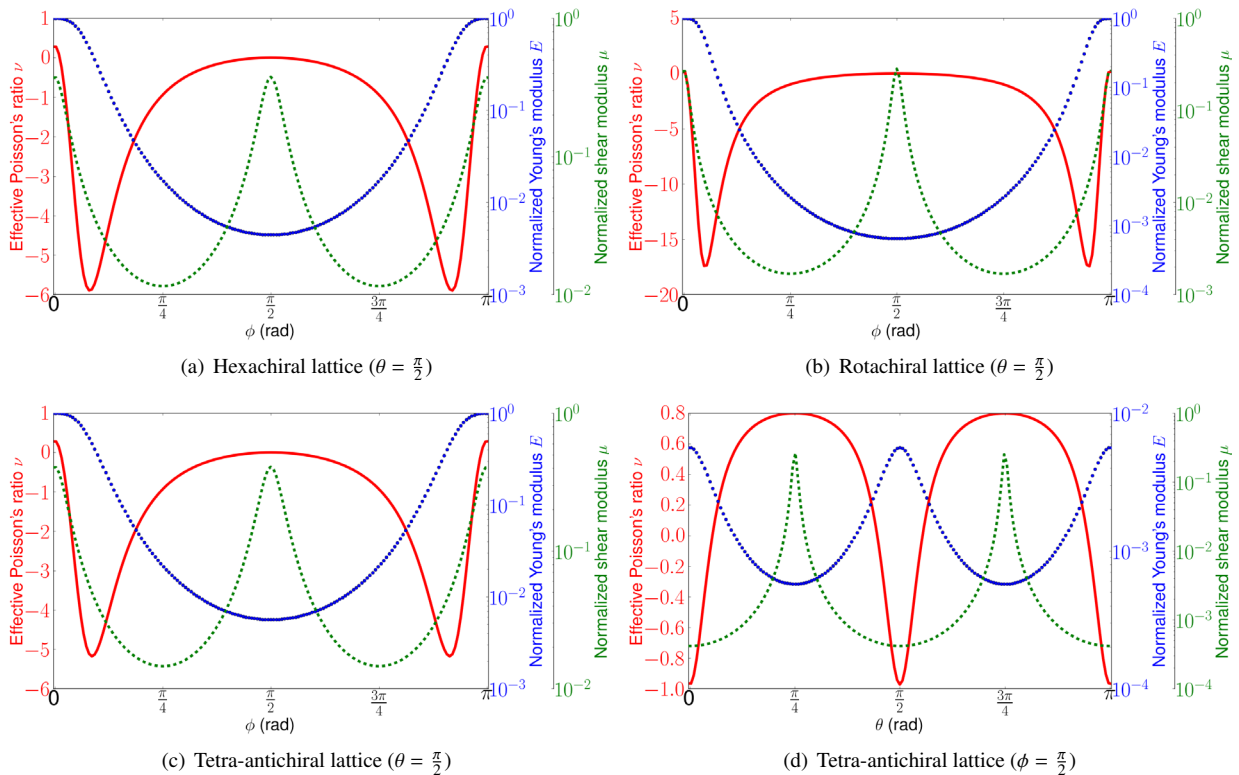 1
0
−1
−2
−3
−4
−5
−6
Effective Poisson's ratio ν
10^0
10^-1
10^-2
10^-3
Normalized Young's modulus E
10^0
10^-1
10^-2
Normalized shear modulus μ
0 π/4 π/2 3π/4 π
ϕ (rad)
(a) Hexachiral lattice (θ = π/2)
5
0
−5
−10
−15
−20
Effective Poisson's ratio ν
10^0
10^-1
10^-2
10^-3
10^-4
Normalized Young's modulus E
10^0
10^-1
10^-2
10^-3
Normalized shear modulus μ
0 π/4 π/2 3π/4 π
ϕ (rad)
(b) Rotachiral lattice (θ = π/2)
1
0
−1
−2
−3
−4
−5
−6
Effective Poisson's ratio ν
10^0
10^-1
10^-2
10^-3
Normalized Young's modulus E
10^0
10^-1
10^-2
Normalized shear modulus μ
0 π/4 π/2 3π/4 π
ϕ (rad)
(c) Tetra-antichiral lattice (θ = π/2)
0.8
0.6
0.4
0.2
0.0
−0.2
−0.4
−0.6
−0.8
−1.0
Effective Poisson's ratio ν
10^-2
10^-3
10^-4
Normalized Young's modulus E
10^0
10^-1
10^-2
10^-3
10^-4
Normalized shear modulus μ
0 π/4 π/2 3π/4 π
θ (rad)
(d) Tetra-antichiral lattice (ϕ = π/2)